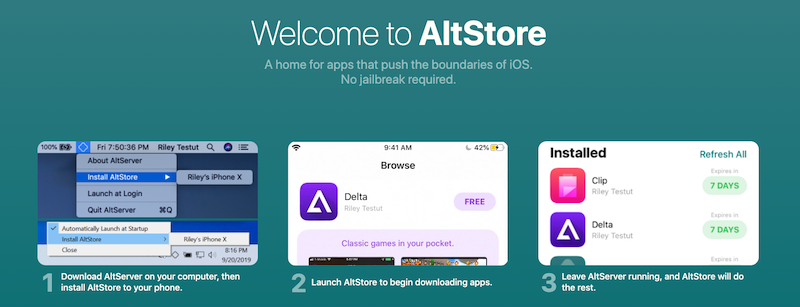 Welcome to AltStore
A home for apps that push the boundaries of iOS.
No jailbreak required.
100% Fri 7:50:36 PM Riley Testut
About AltServer
Install AltStore
Riley's iPhone X
Launch at Login
Quit AltServer ⌘Q
Automatically Launch at Startup
Install AltStore
Riley's iPhone X
Close
8:16 PM
9/20/2019
1 Download AltServer on your computer, then
install AltStore to your phone.
9:41 AM 42%
Browse
Delta
Riley Testut
FREE
Classic games in your pocket.
2 Launch AltStore to begin downloading apps.
Installed Refresh All
Expires in
Clip
Riley Testut
7 DAYS
Expires in
Delta
Riley Testut
7 DAYS
Expires in
3 Leave AltServer running, and AltStore will do
the rest.